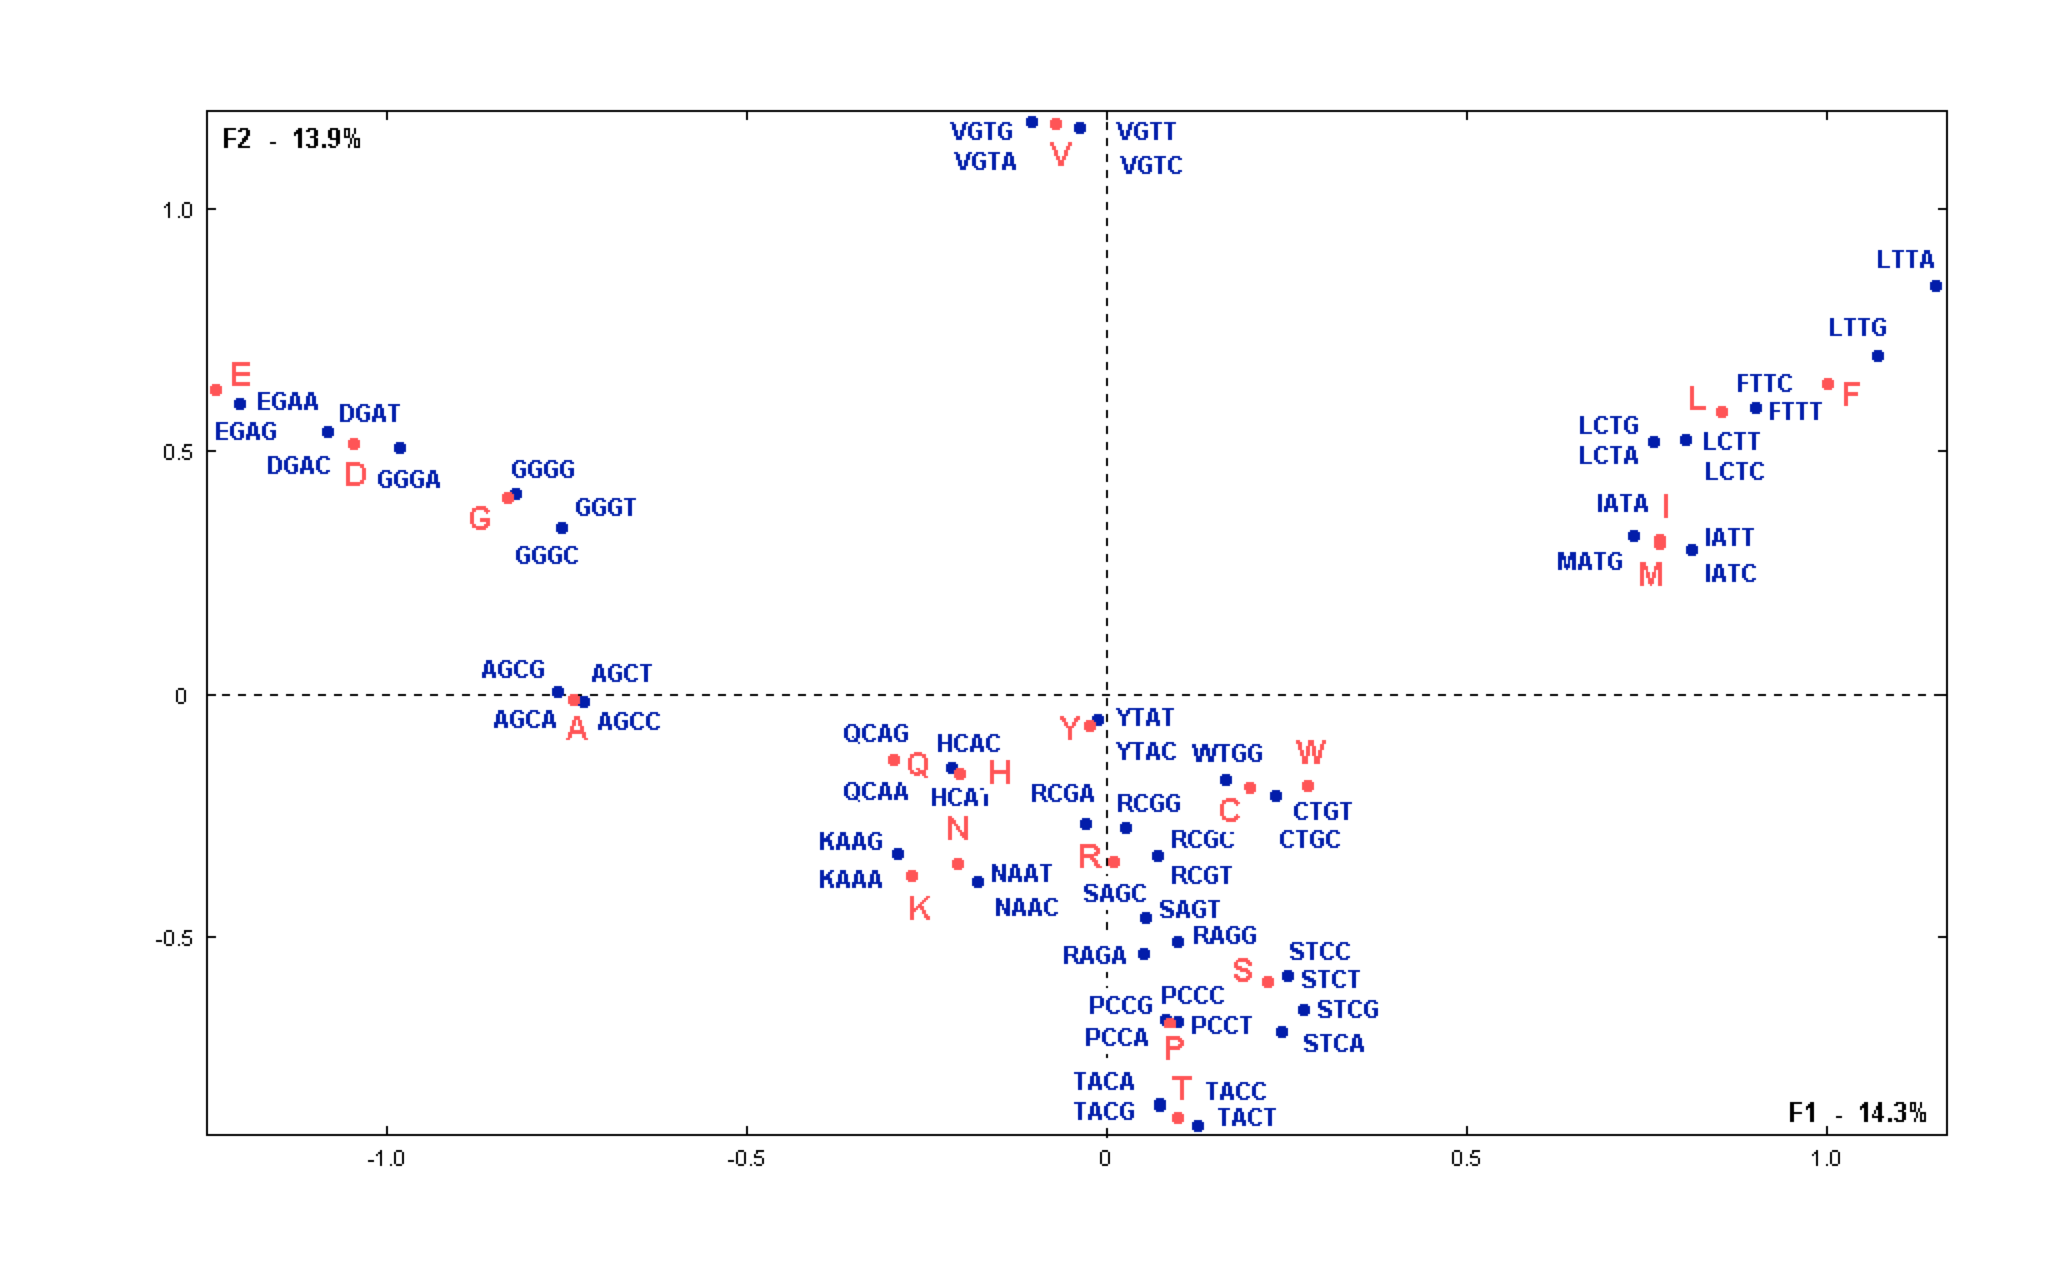 F2 - 13.9%
VGTG
VGTT
V
VGTA
VGTC
1.0
LTTA
LTTG
E
FTTC
F
L
EGAA
DGAT
FTTT
LCTG
EGAG
LCTT
0.5
LCTA
DGAC
D
GGGA
GGGG
LCTC
IATA
I
GGGT
G
IATT
GGGC
MATG
M
IATC
AGCG
AGCT
0
AGCA
A
AGCC
Y
YTAT
QCAG
HCAC
YTAC
WTGG
W
Q
H
QCAA
HCAT
RCGA
RCGG
C
CTGT
N
KAAG
RCGC
CTGC
R
KAAA
NAAT
RCGT
K
NAAC
SAGC
SAGT
-0.5
RAGG
RAGA
STCC
S
STCT
PCCG
PCCC
STCG
PCCA
PCCT
P
STCA
TACA
T
TACC
TACG
TACT
F1 - 14.3%
-1.0
-0.5
0
0.5
1.0